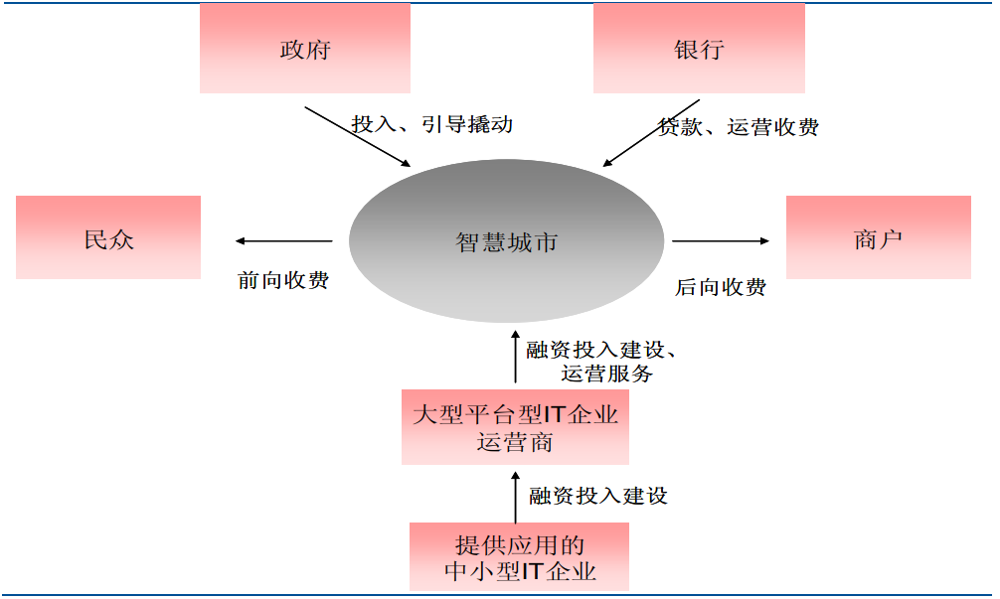 政府
银行
投入、引导撬动
贷款、运营收费
民众
智慧城市
商户
前向收费
后向收费
融资投入建设、
运营服务
大型平台型IT企业
运营商
融资投入建设
提供应用的
中小型IT企业